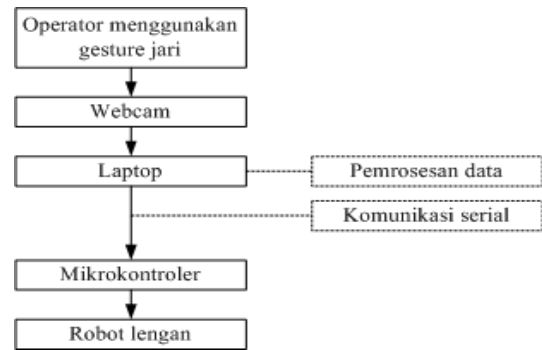 Operator menggunakan
gesture jari
Webcam
Laptop
Pemrosesan data
Komunikasi serial
Mikrokontroler
Robot lengan